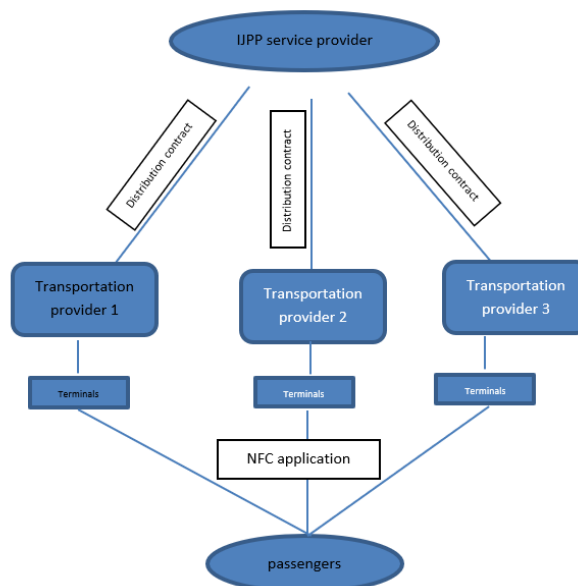 IJPP service provider
Distribution contract
Distribution contract
Distribution contract
Transportation
provider 1
Transportation
provider 2
Transportation
provider 3
Terminals
Terminals
Terminals
NFC application
passengers